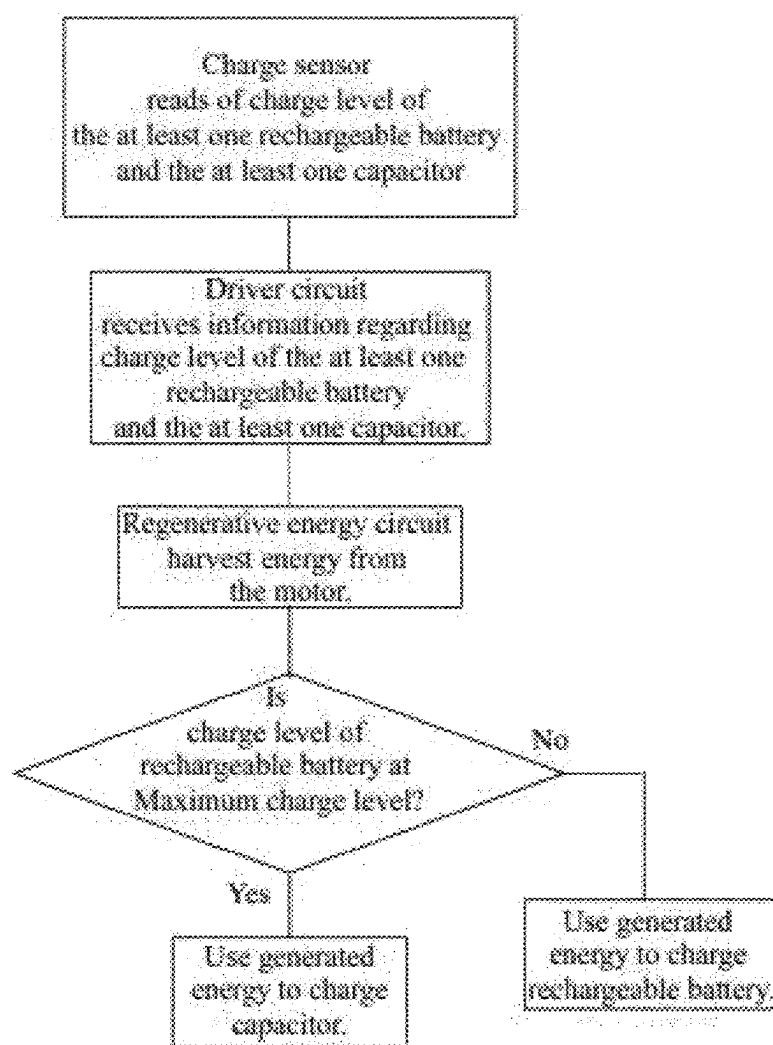 Charge sensor
reads of charge level of
the at least one rechargeable battery
and the at least one capacitor
Driver circuit
receives information regarding
charge level of the at least one
rechargeable battery
and the at least one capacitor.
Regenerative energy circuit
harvest energy from
the motor.
Is
charge level of
rechargeable battery at
Maximum charge level?
No
Yes
Use generated
energy to charge
rechargeable battery.
Use generated
energy to charge
capacitor.